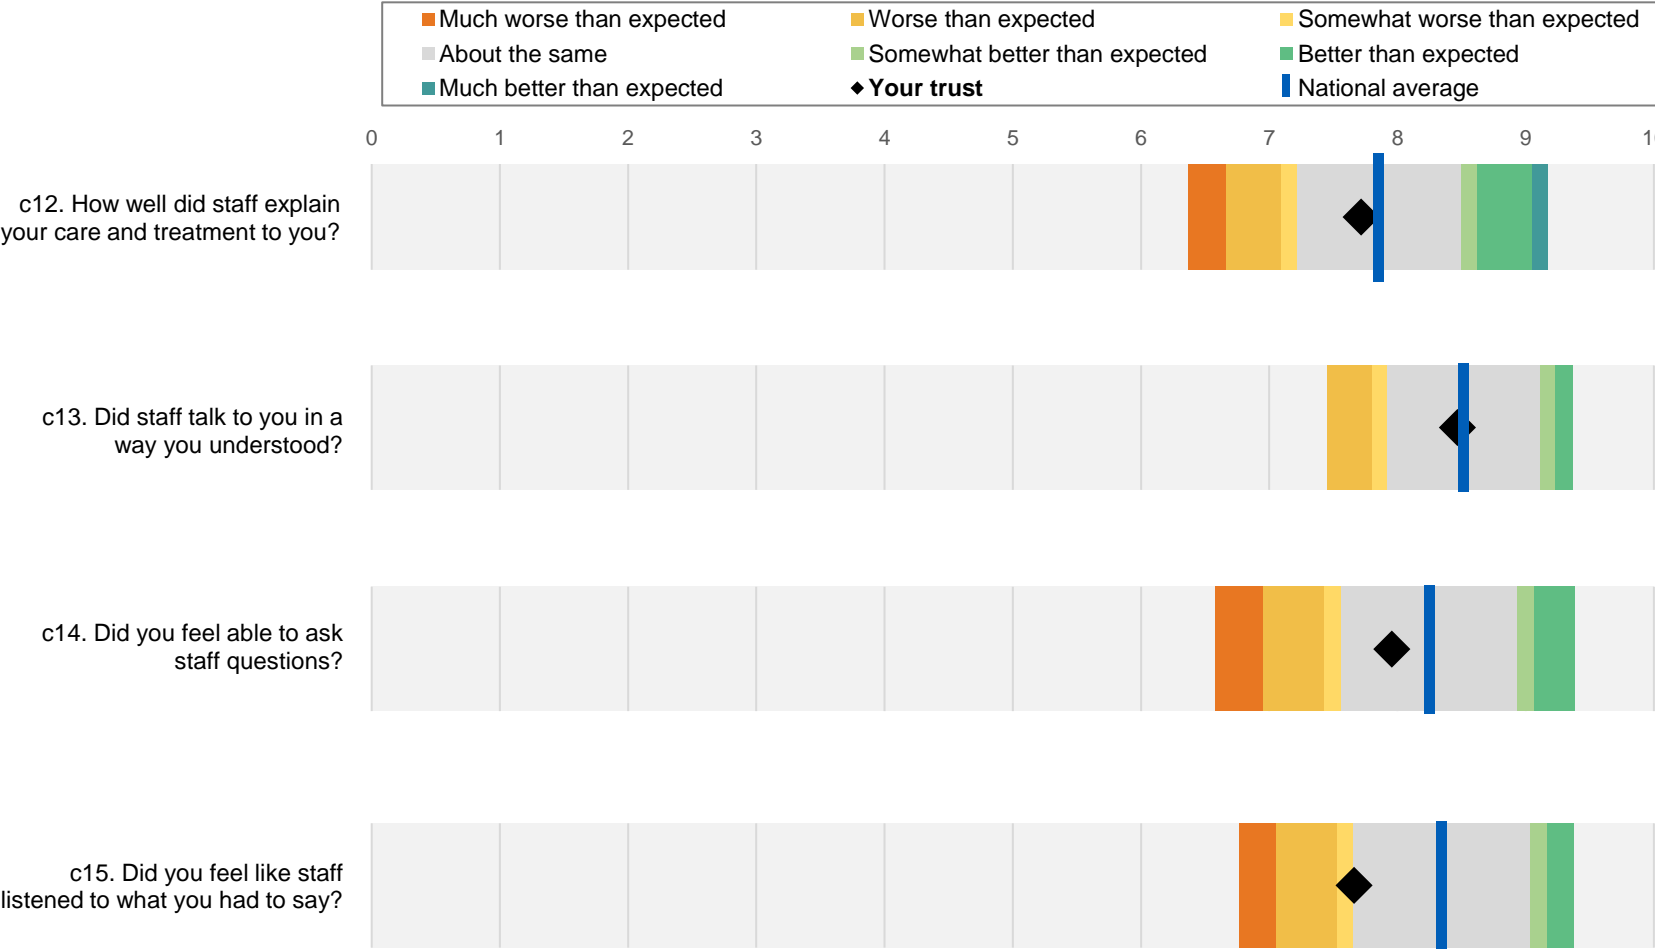 Much worse than expected
Worse than expected
Somewhat worse than expected
About the same
Somewhat better than expected
Better than expected
Much better than expected
Your trust
National average
0 1 2 3 4 5 6 7 8 9
c12. How well did staff explain
your care and treatment to you?
c13. Did staff talk to you in a
way you understood?
c14. Did you feel able to ask
staff questions?
c15. Did you feel like staff
listened to what you had to say?